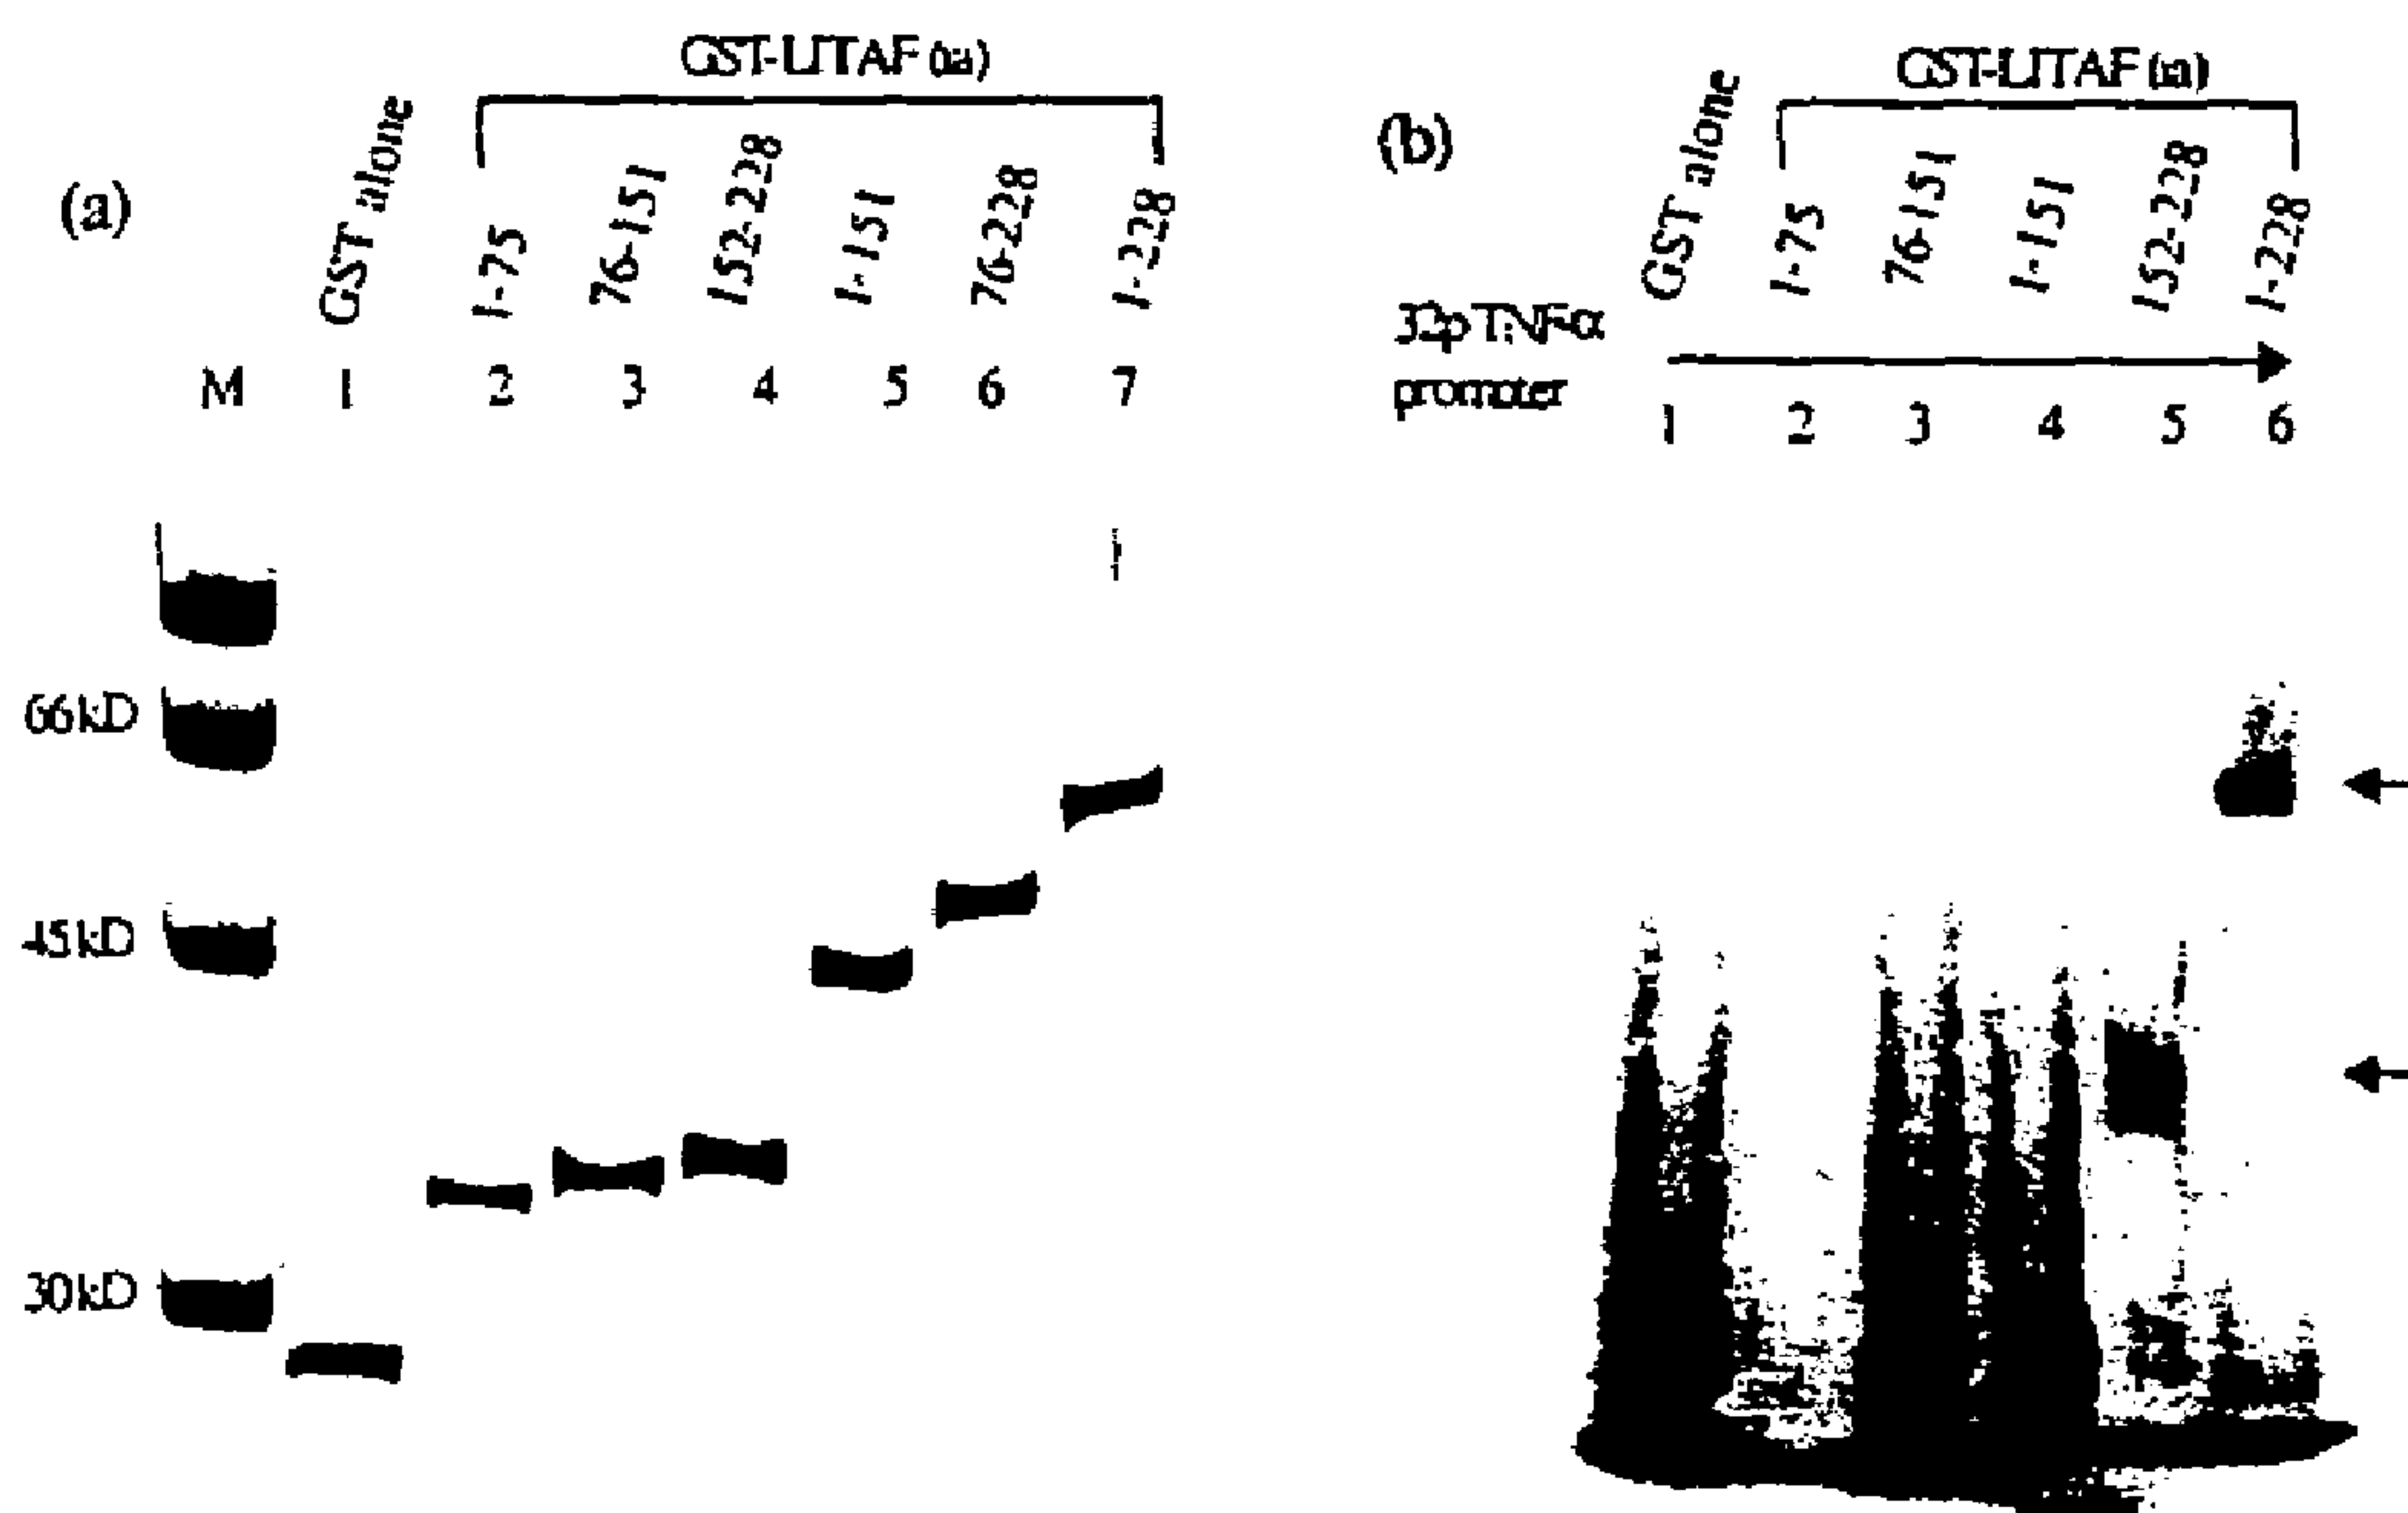 (a)
GST-LITAF (aa)
GST alone
1-75
76-151
152-228
1-151
76-228
1-228
M 1 2 3 4 5 6 7
66kD
45kD
30kD
(b)
GST-LITAF (aa)
GST alone
1-75
76-151
1-151
152-228
1-228
32p TNF-α
promoter
1 2 3 4 5 6